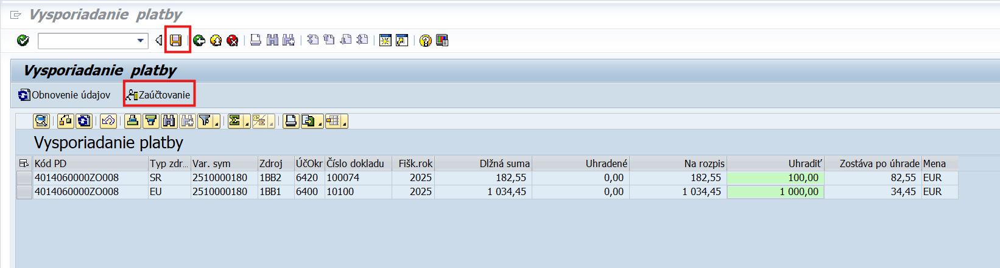 Vysporiadanie platby
Vysporiadanie platby
Obnovenie údajov Zaúčtovanie
Vysporiadanie platby
Kód PD Typ zdr... Var. sym Zdroj ÚčOkr Číslo dokladu Fišk.rok Dlžná suma Uhradené Na rozpis Uhradiť Zostáva po úhrade Mena
4014060000ZO008 SR 2510000180 1BB2 6420 100074 2025 182,55 0,00 182,55 100,00 82,55 EUR
4014060000ZO008 EU 2510000180 1BB1 6400 10100 2025 1 034,45 0,00 1 034,45 1 000,00 34,45 EUR